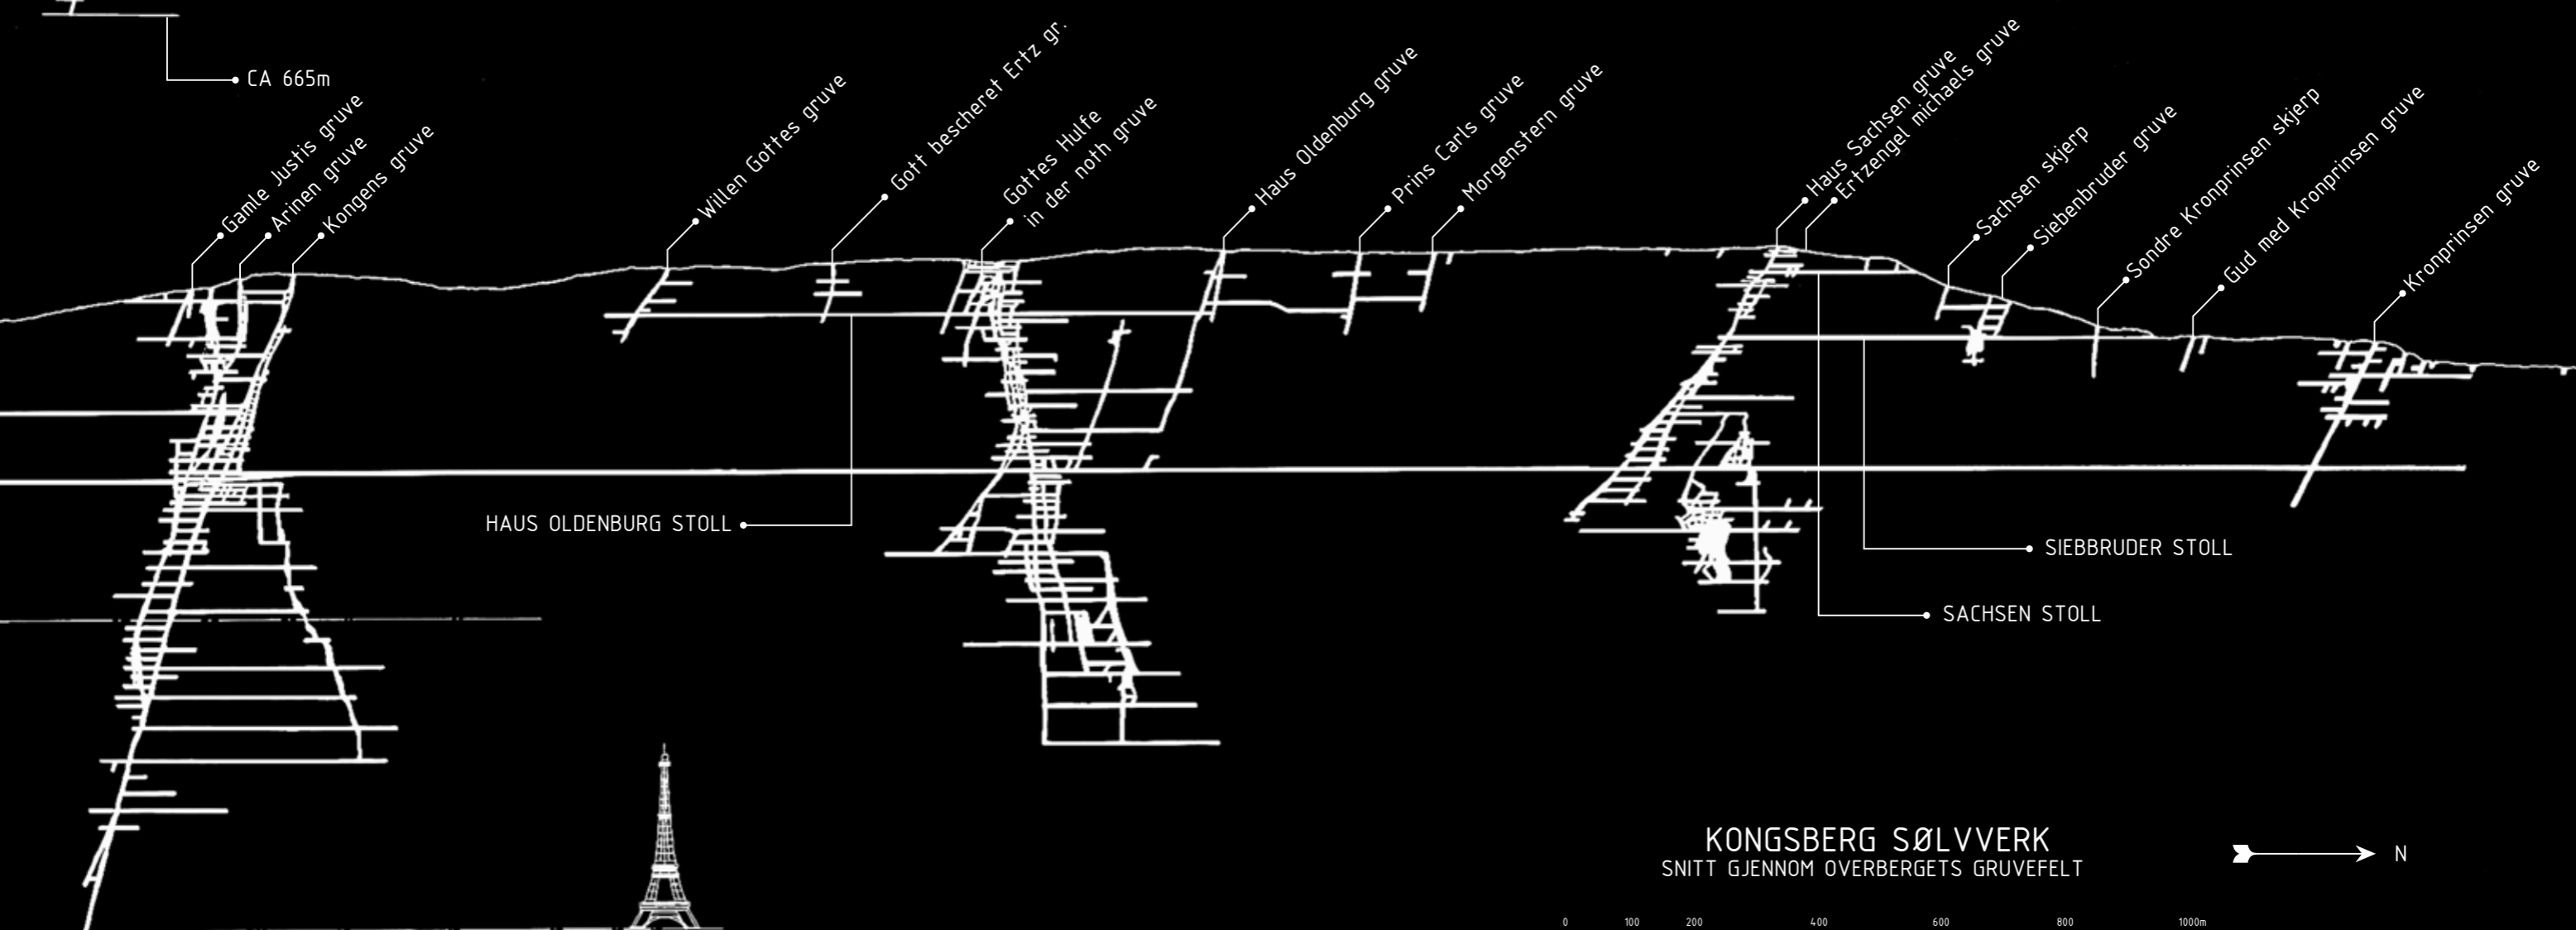 CA 665m
Gamle Justis gruve
Arinen gruve
Kongens gruve
Willen Gottes gruve
Gott bescheret Ertz gr.
Gottes Hulfe
in der noth gruve
Haus Oldenburg gruve
Prins Carls gruve
Morgenstern gruve
Haus Sachsen gruve
Ertzengel michaels gruve
Sachsen skjerp
Siebenbruder gruve
Sondre Kronprinsen skjerp
Gud med Kronprinsen gruve
Kronprinsen gruve
HAUS OLDENBURG STOLL
SIEBBRUDER STOLL
SACHSEN STOLL
KONGSBERG SØLVVERK
SNITT GJENNOM OVERBERGETS GRUVEFELT
N
0 100 200 400 600 800 1000m